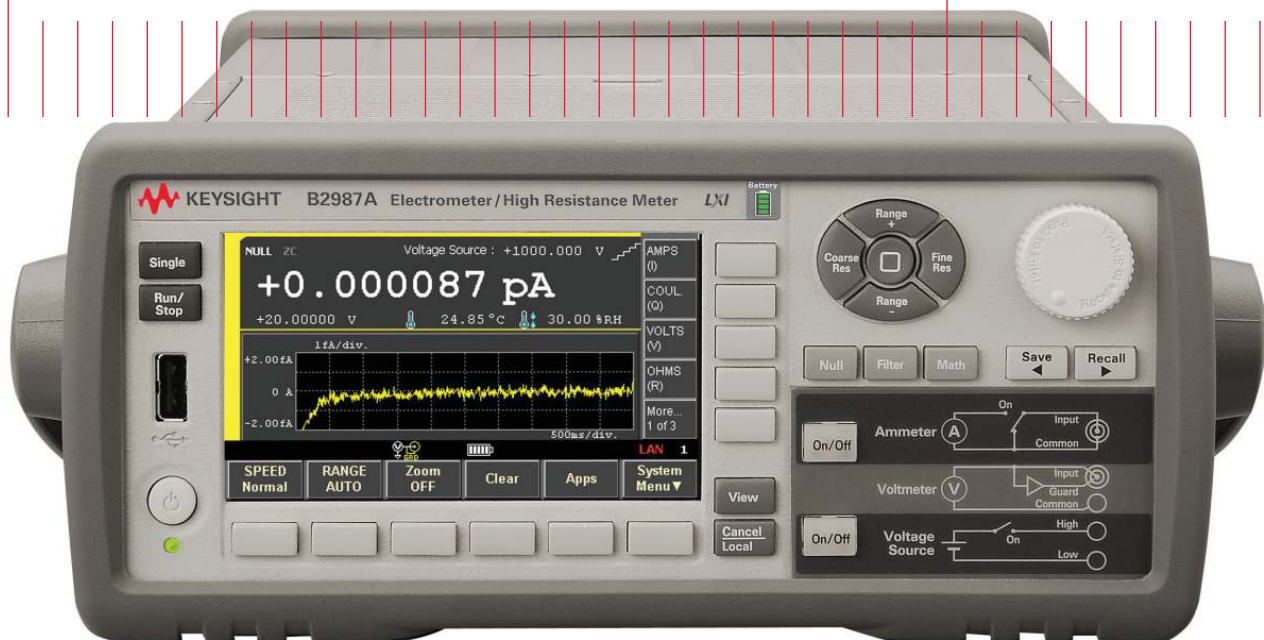 KEYSIGHT B2987A Electrometer/High Resistance Meter LXI
Battery
Single
Run/
Stop
NULL ZC Voltage Source : +1000.000 V
+0.000087 pA
+20.00000 V 24.85°C 30.00 %RH
AMPS
(I)
COUL.
(Q)
VOLTS
(V)
OHMS
(R)
More...
1 of 3
1fA/div.
+2.00fA
0 A
-2.00fA
500ms/div.
GRD
LAN 1
SPEED
Normal
RANGE
AUTO
Zoom
OFF
Clear
Apps
System
Menu▼
View
Cancel
Local
Range
+
Coarse
Res
Fine
Res
Range
-
Null
Filter
Math
Save
Recall
On/Off
Ammeter A
On
Input
Common
Voltmeter V
Input
Guard
Common
On/Off
Voltage
Source
On
High
Low